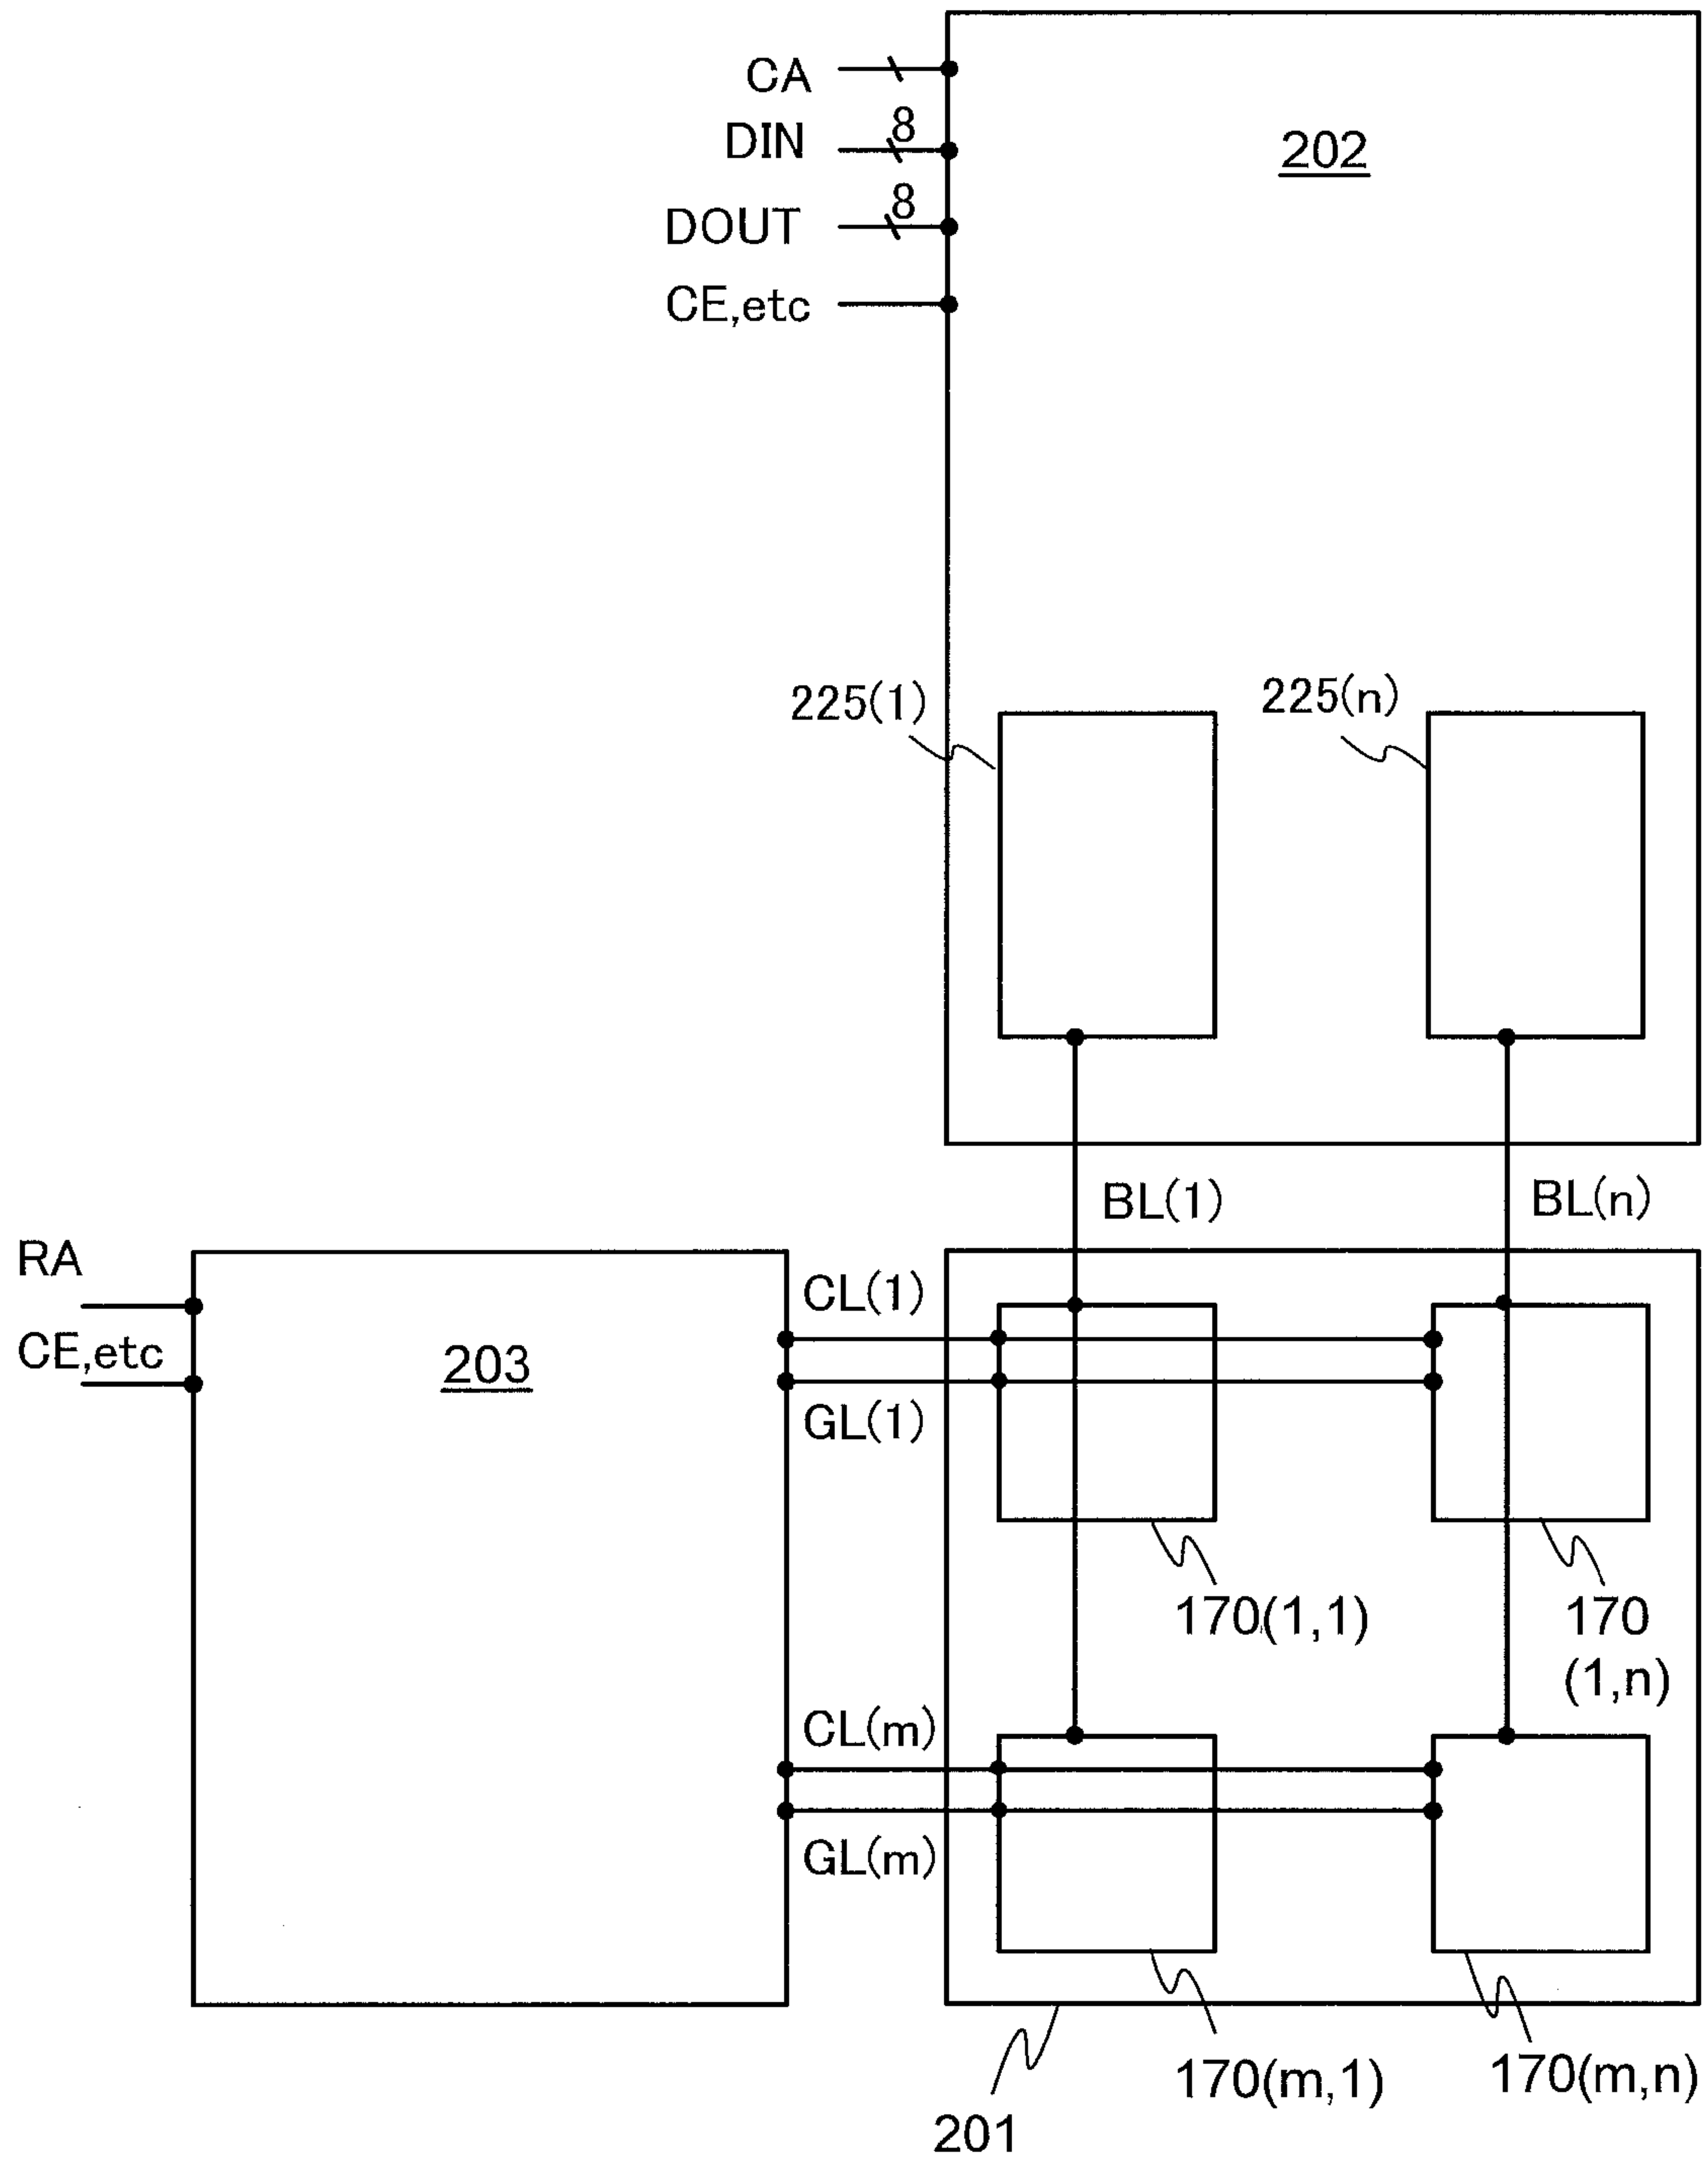 CA
8
DIN
8
DOUT
CE,etc
202
225(1)
225(n)
BL(1)
BL(n)
RA
CE,etc
203
CL(1)
GL(1)
170(1,1)
170
(1,n)
CL(m)
GL(m)
170(m,1)
170(m,n)
201